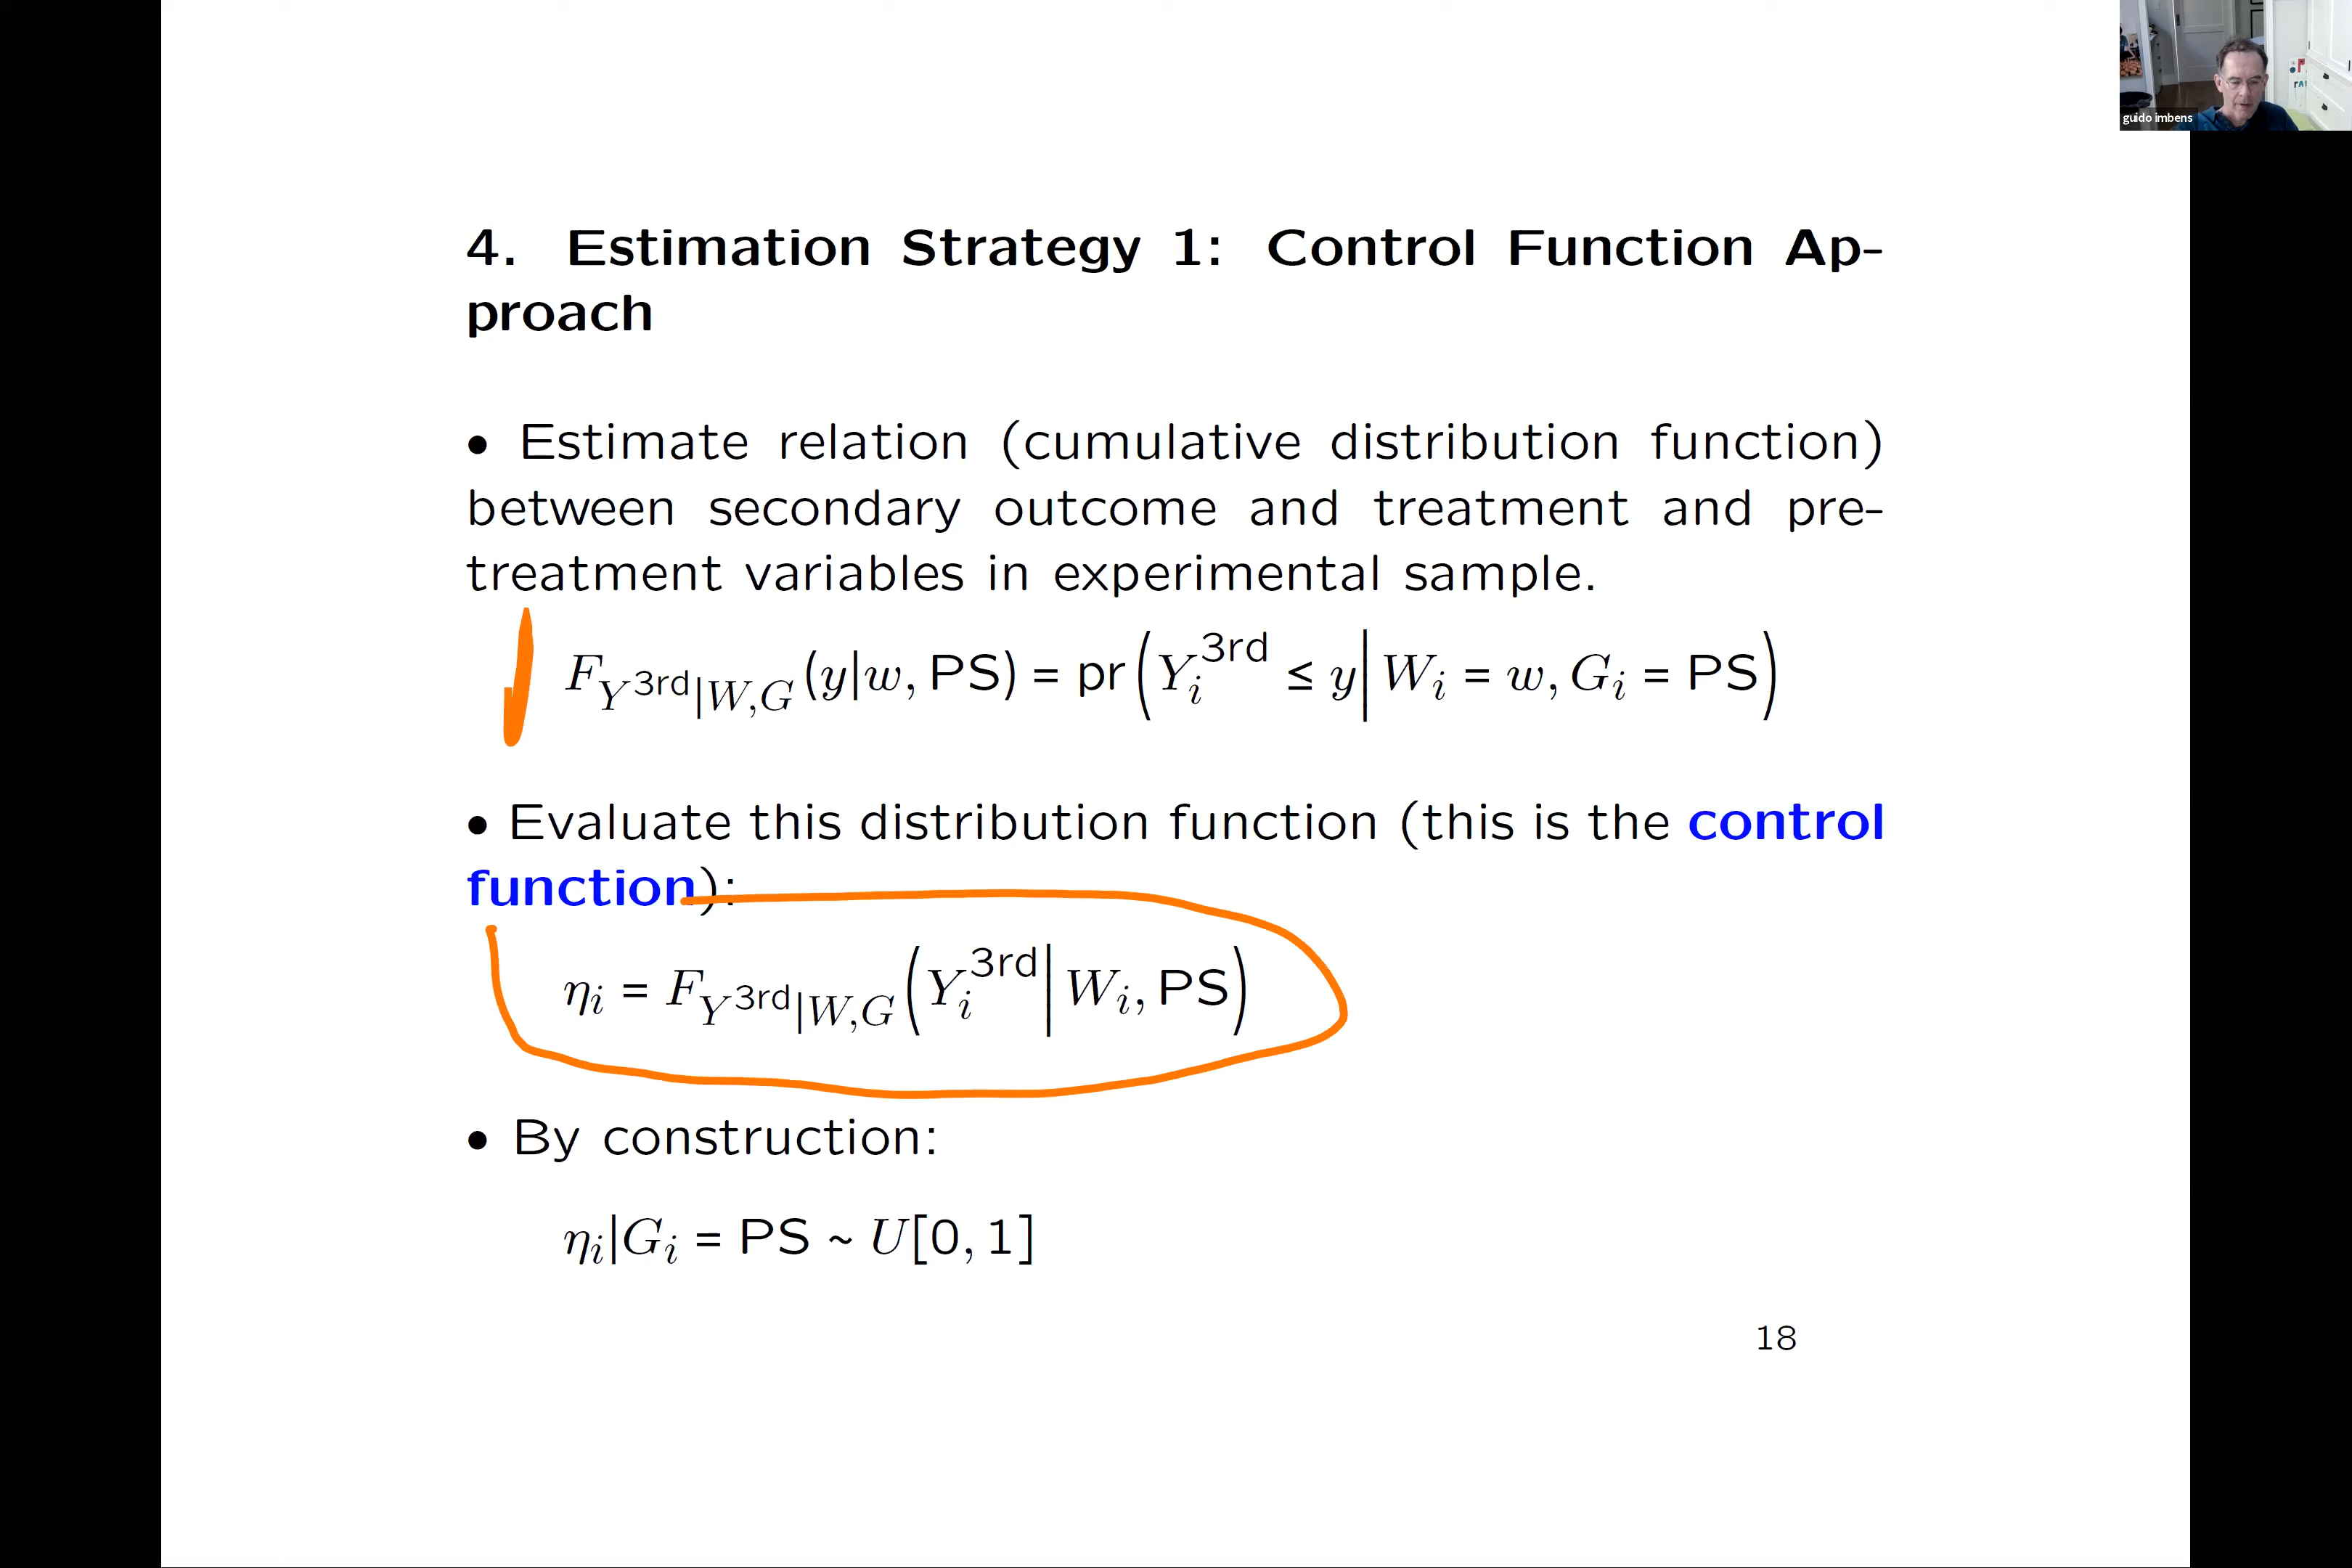 guido imbens
4. Estimation Strategy 1: Control Function Ap-
proach
• Estimate relation (cumulative distribution function)
between secondary outcome and treatment and pre-
treatment variables in experimental sample.
F_{Y^{3rd}|W,G}(y|w, PS) = pr(Y_i^{3rd} ≤ y| W_i = w, G_i = PS)
• Evaluate this distribution function (this is the control
function):
η_i = F_{Y^{3rd}|W,G}(Y_i^{3rd}| W_i, PS)
• By construction:
η_i|G_i = PS ~ U[0, 1]
18